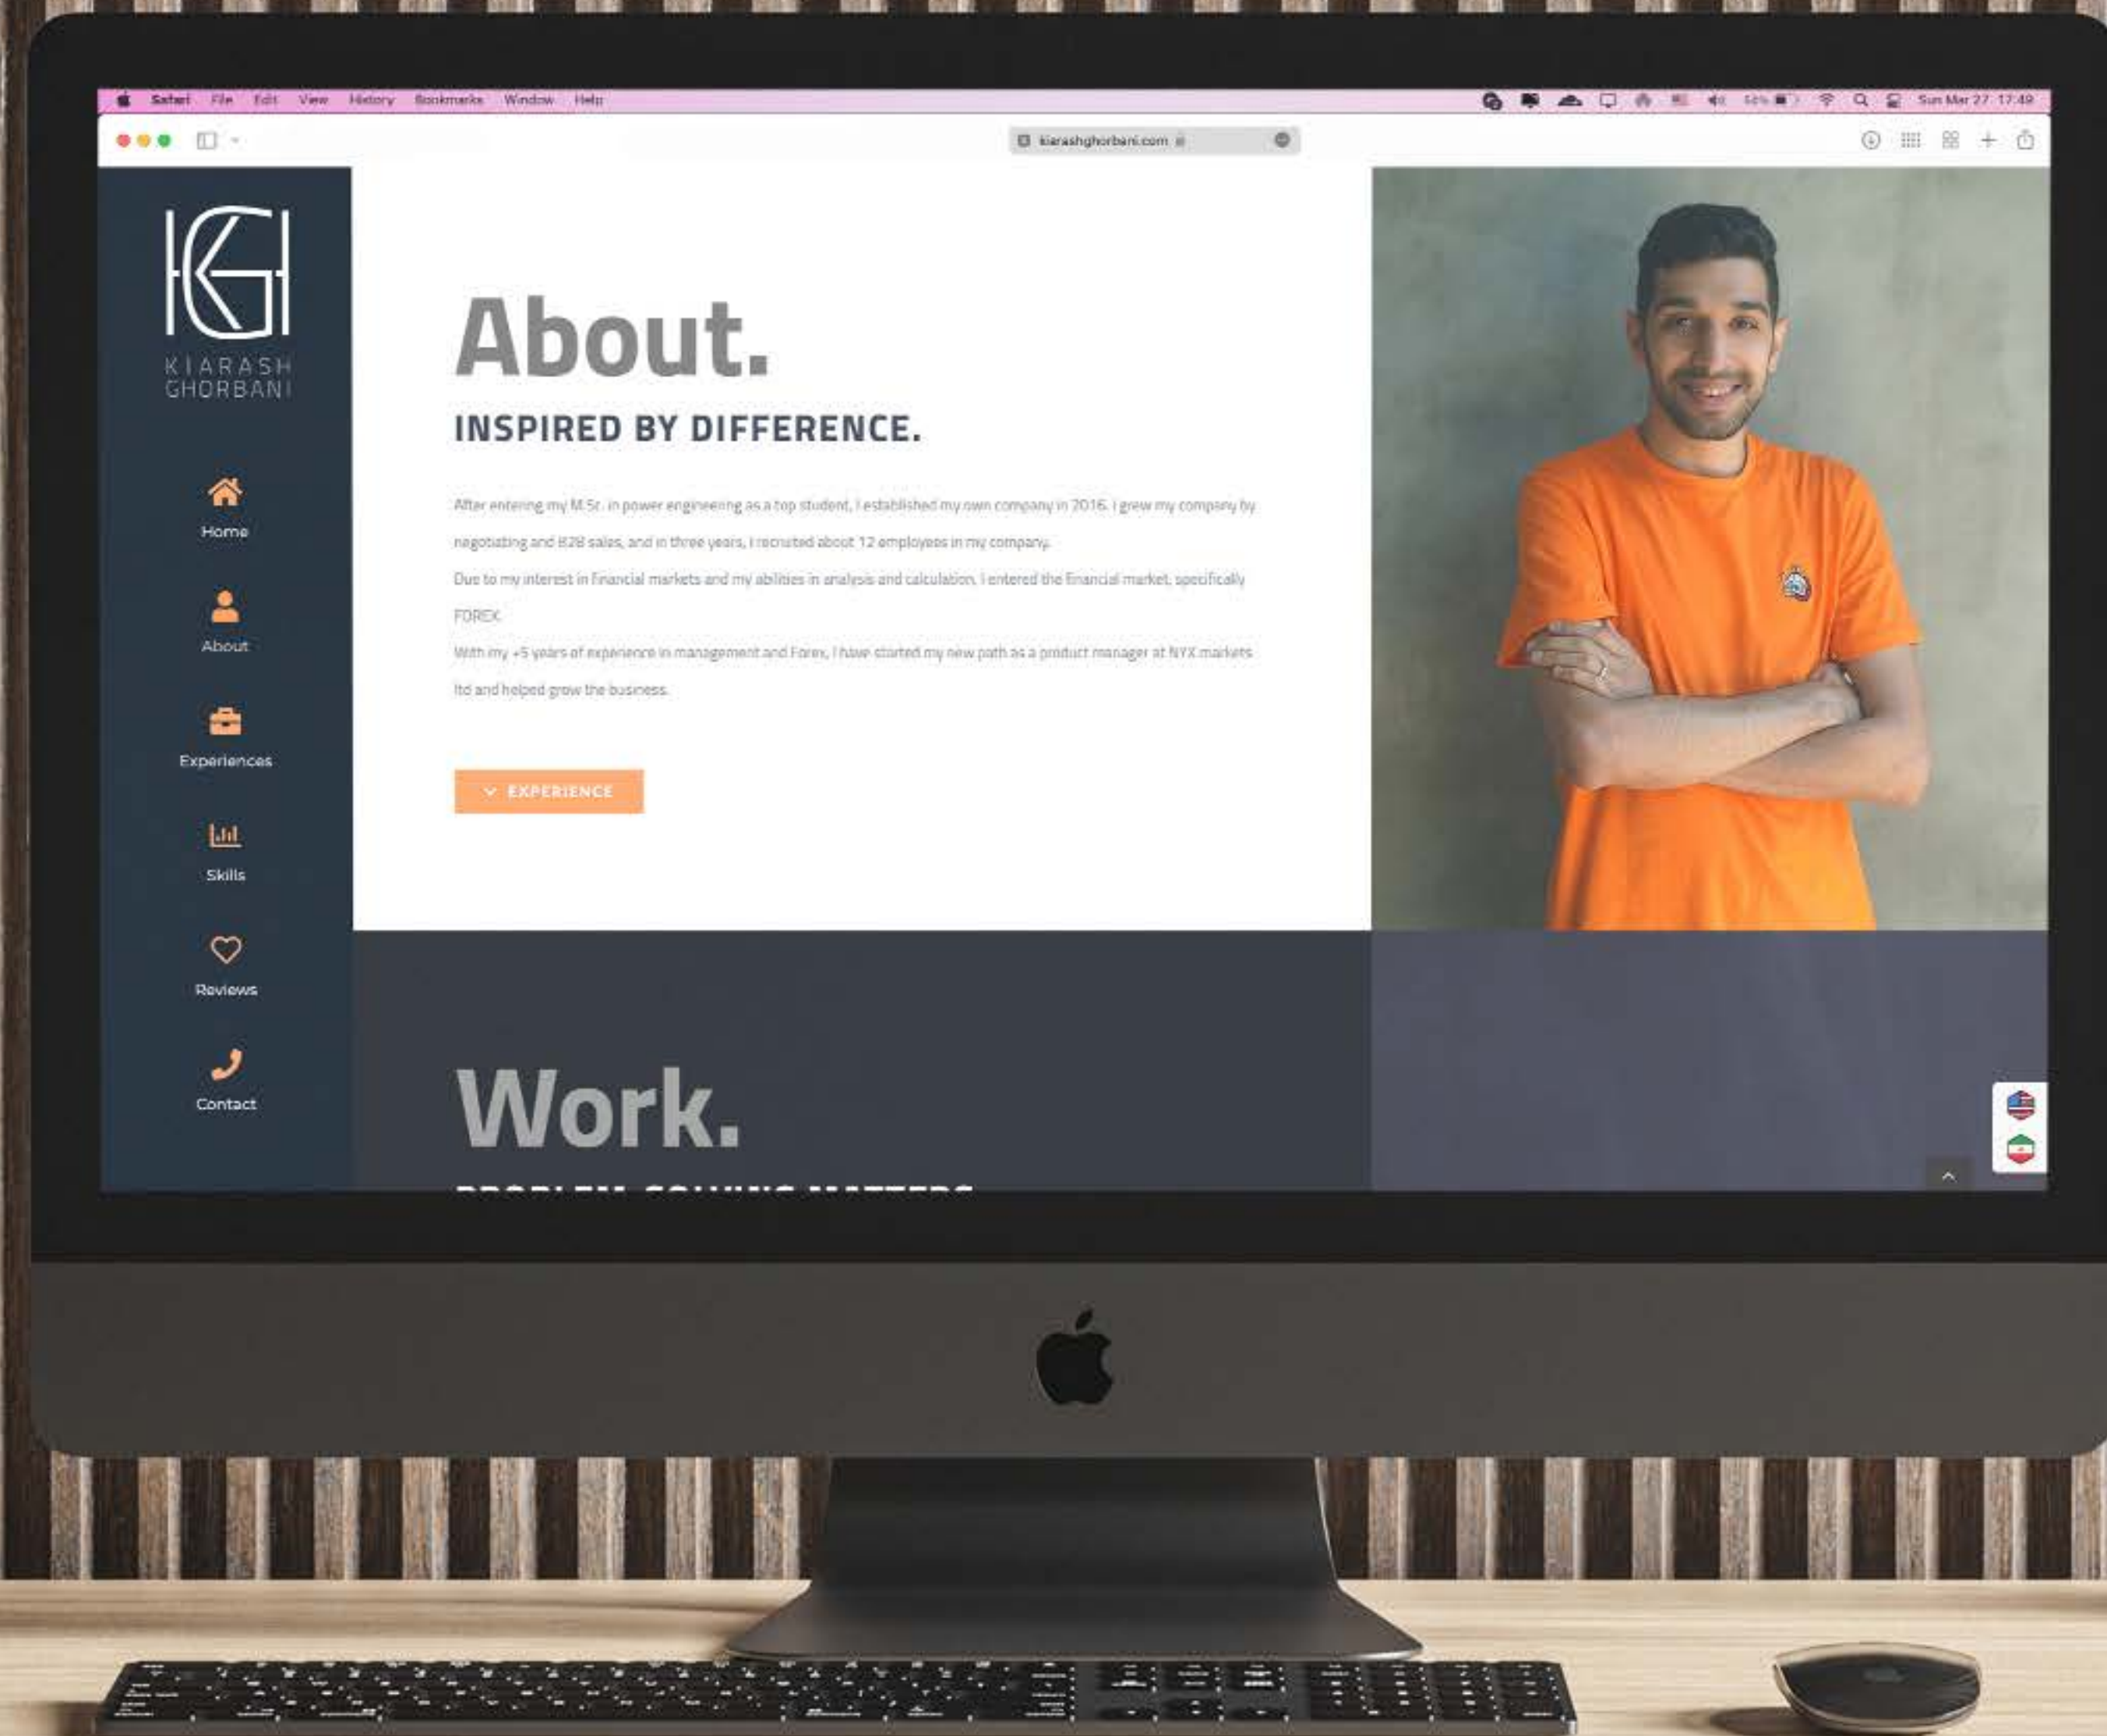 Safari File Edit View History Bookmarks Window Help
54% Sun Mar 27 17:49
kiarashghorbani.com
KGH
KIARASH
GHORBANI
Home
About
Experiences
Skills
Reviews
Contact
About.
INSPIRED BY DIFFERENCE.
After entering my M.Sc. in power engineering as a top student, I established my own company in 2016. I grew my company by
negotiating and B2B sales, and in three years, I recruited about 12 employees in my company.
Due to my interest in financial markets and my abilities in analysis and calculation, I entered the financial market, specifically
FOREX.
With my +5 years of experience in management and Forex, I have started my new path as a product manager at NYX markets
ltd and helped grow the business.
EXPERIENCE
Work.
PROBLEM-SOLVING MATTERS